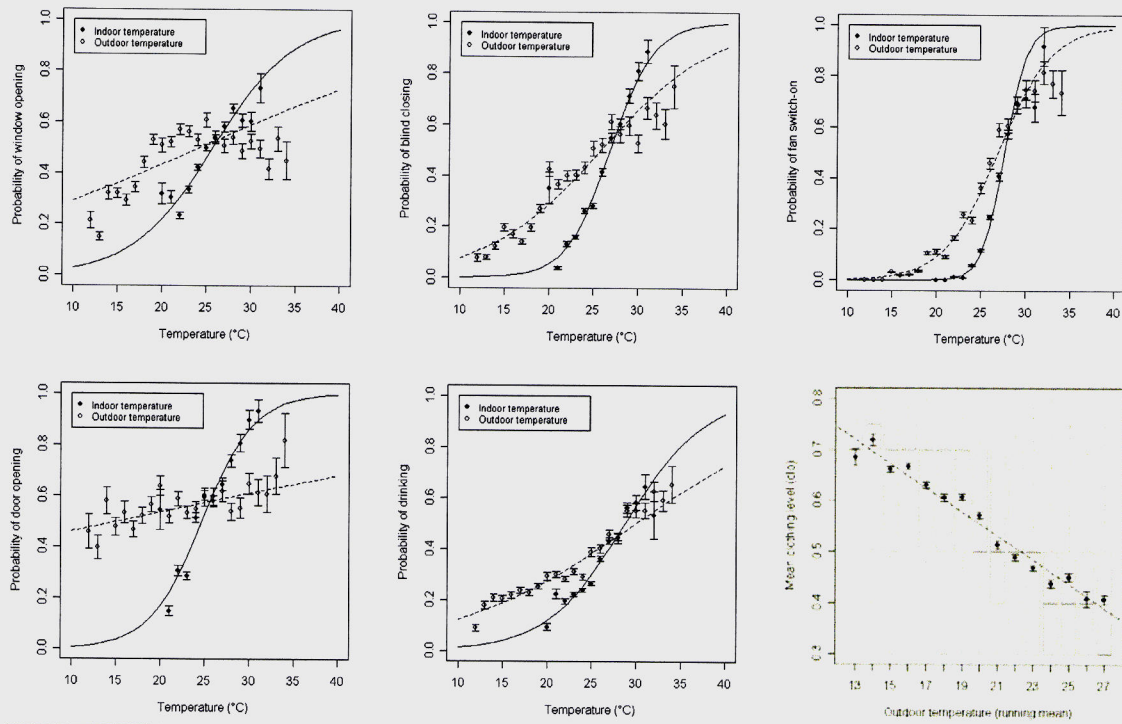 Indoor temperature
Outdoor temperature
Probability of window opening
0.0 0.2 0.4 0.6 0.8 1.0
10 15 20 25 30 35 40
Temperature (°C)
Indoor temperature
Outdoor temperature
Probability of blind closing
0.0 0.2 0.4 0.6 0.8 1.0
10 15 20 25 30 35 40
Temperature (°C)
Indoor temperature
Outdoor temperature
Probability of fan switch-on
0.0 0.2 0.4 0.6 0.8 1.0
10 15 20 25 30 35 40
Temperature (°C)
Indoor temperature
Outdoor temperature
Probability of door opening
0.0 0.2 0.4 0.6 0.8 1.0
10 15 20 25 30 35 40
Temperature (°C)
Indoor temperature
Outdoor temperature
Probability of drinking
0.0 0.2 0.4 0.6 0.8 1.0
10 15 20 25 30 35 40
Temperature (°C)
Mean clothing level (clo)
0.3 0.4 0.5 0.6 0.7 0.8
13 15 17 19 21 23 25 27
Outdoor temperature (running mean)